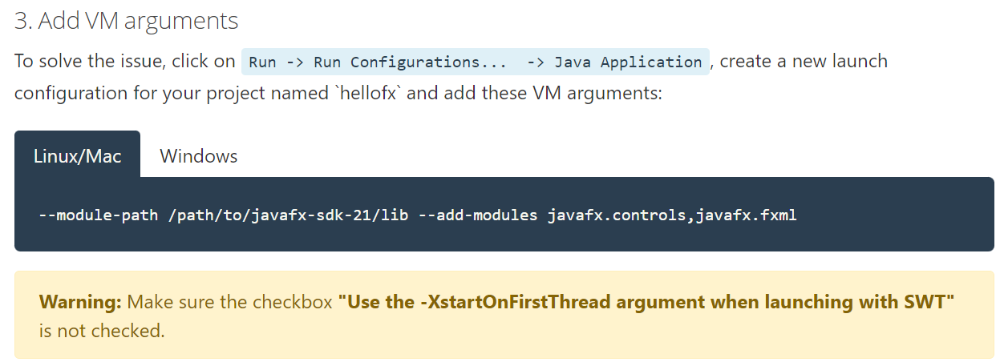 3. Add VM arguments
To solve the issue, click on Run -> Run Configurations...  -> Java Application , create a new launch
configuration for your project named `hellofx` and add these VM arguments:
Linux/Mac Windows
--module-path /path/to/javafx-sdk-21/lib --add-modules javafx.controls,javafx.fxml
Warning: Make sure the checkbox "Use the -XstartOnFirstThread argument when launching with SWT"
is not checked.